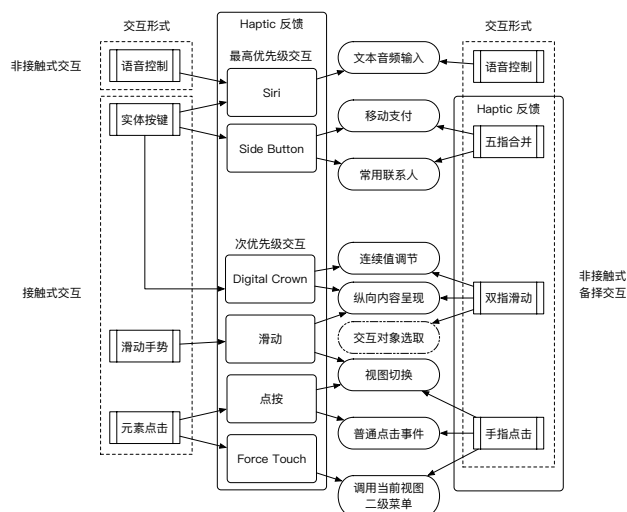 交互形式
Haptic 反馈
交互形式
非接触式交互
语音控制
最高优先级交互
文本音频输入
语音控制
Siri
实体按键
移动支付
Haptic 反馈
五指合并
Side Button
常用联系人
次优先级交互
连续值调节
Digital Crown
接触式交互
纵向内容呈现
双指滑动
非接触式
备择交互
滑动手势
滑动
交互对象选取
视图切换
点按
元素点击
普通点击事件
手指点击
Force Touch
调用当前视图
二级菜单